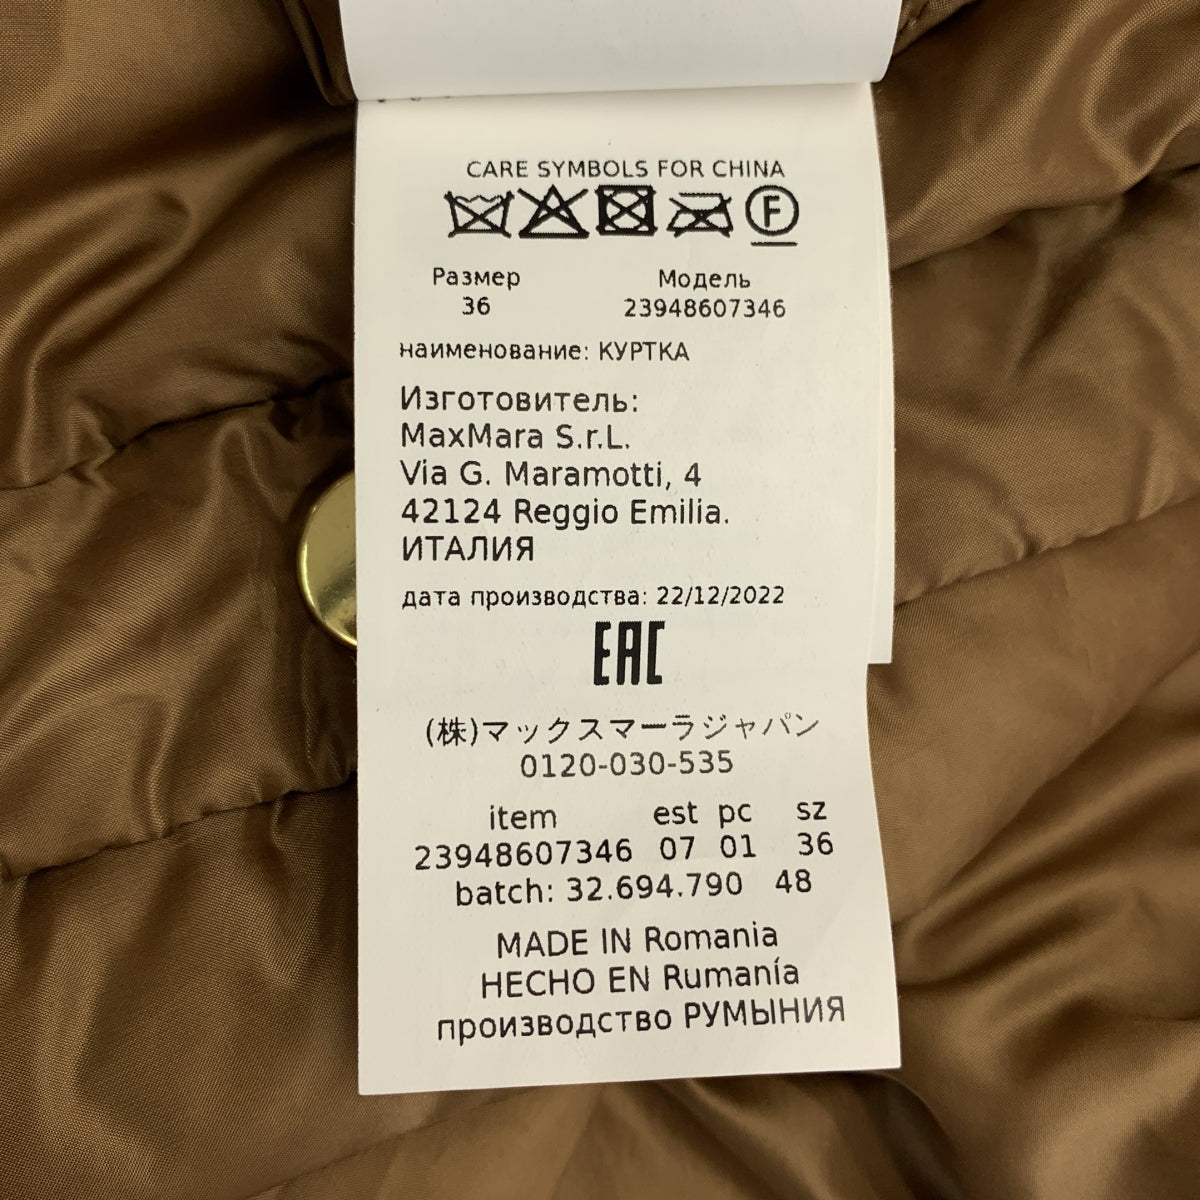 CARE SYMBOLS FOR CHINA
F
Размер Модель
36 23948607346
наименование: КУРТКА
Изготовитель:
MaxMara S.r.L.
Via G. Maramotti, 4
42124 Reggio Emilia.
ИТАЛИЯ
дата производства: 22/12/2022
EAC
(株)マックスマーラジャパン
0120-030-535
item est pc sz
23948607346 07 01 36
batch: 32.694.790 48
MADE IN Romania
HECHO EN Rumanía
производство РУМЫНИЯ